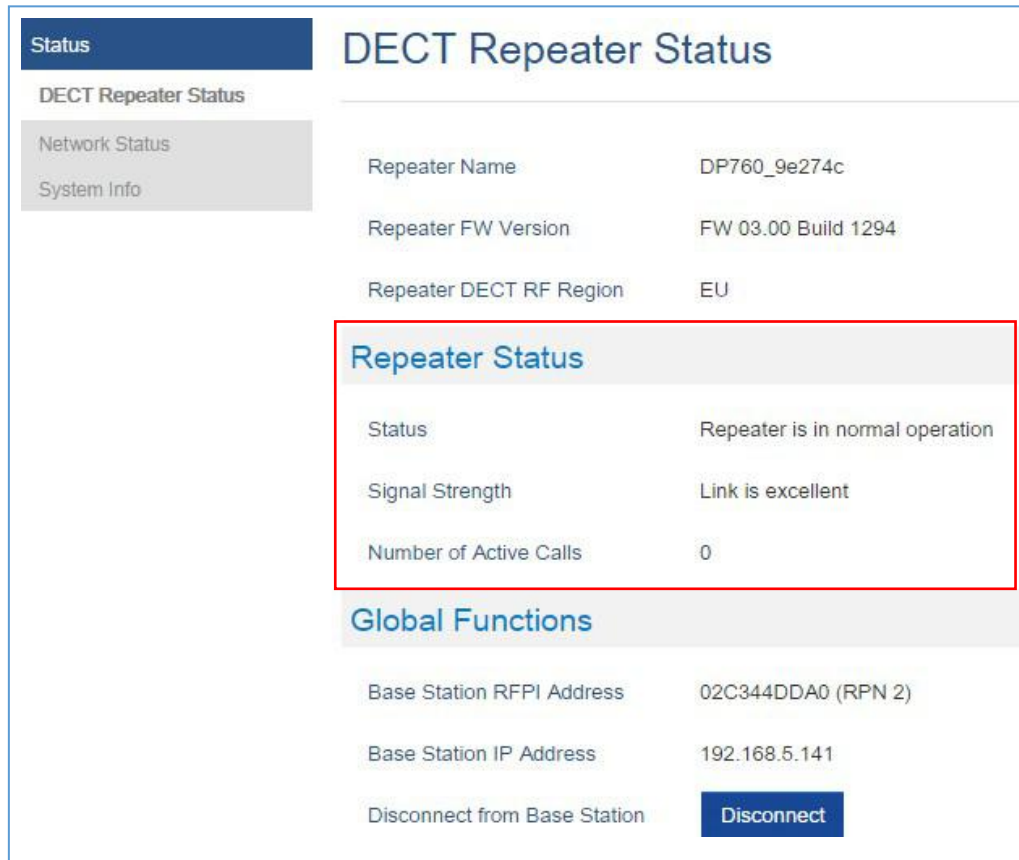 Status
DECT Repeater Status
Network Status
System Info
DECT Repeater Status
Repeater Name DP760_9e274c
Repeater FW Version FW 03.00 Build 1294
Repeater DECT RF Region EU
Repeater Status
Status Repeater is in normal operation
Signal Strength Link is excellent
Number of Active Calls 0
Global Functions
Base Station RFPI Address 02C344DDA0 (RPN 2)
Base Station IP Address 192.168.5.141
Disconnect from Base Station Disconnect